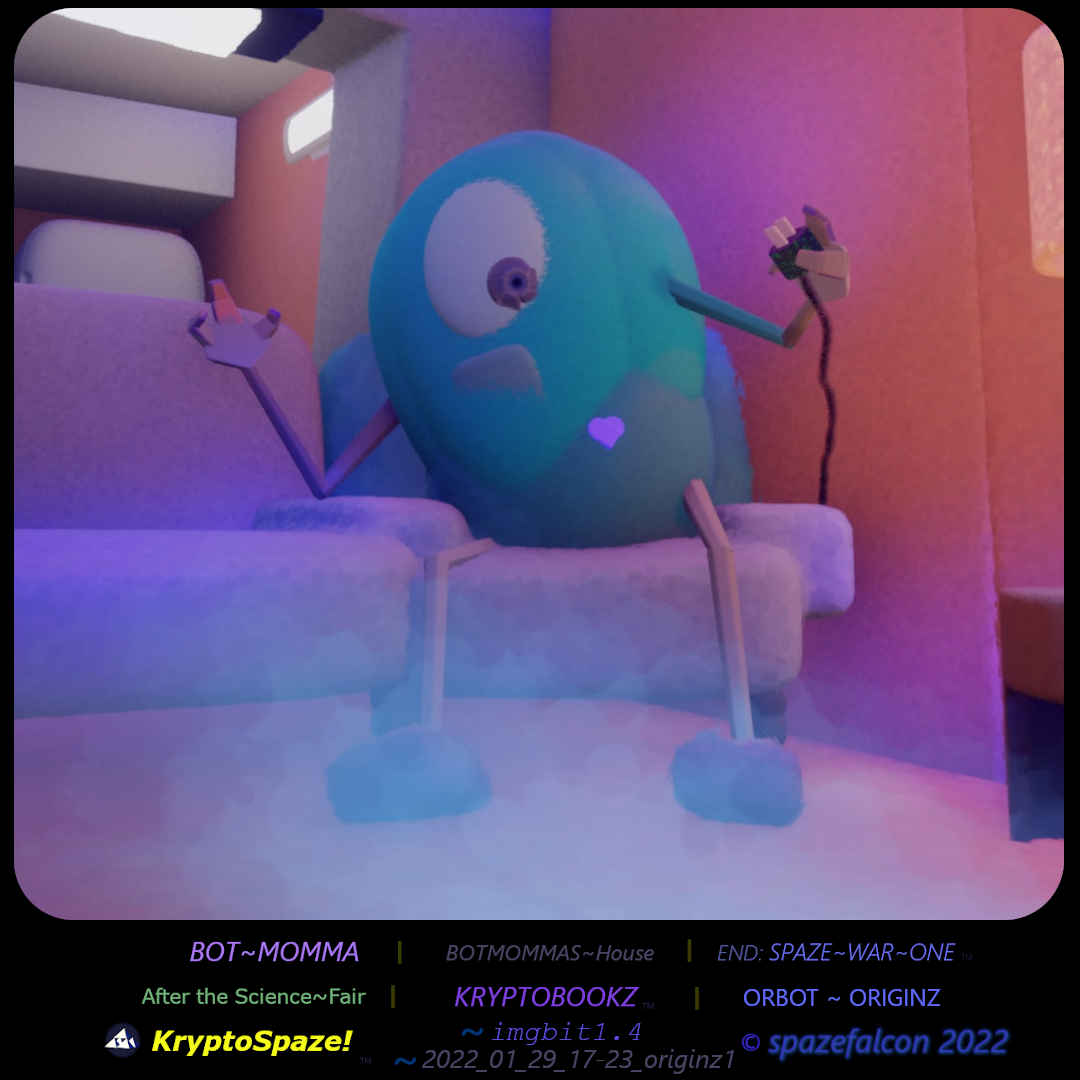 BOT~MOMMA | BOTMOMMAS~House | END: SPAZE~WAR~ONE TM
After the Science~Fair | KRYPTOBOOKZ TM | ORBOT ~ ORIGINZ
KryptoSpaze! TM ~ imgbit1.4 © spazefalcon 2022
~ 2022_01_29_17-23_originz1